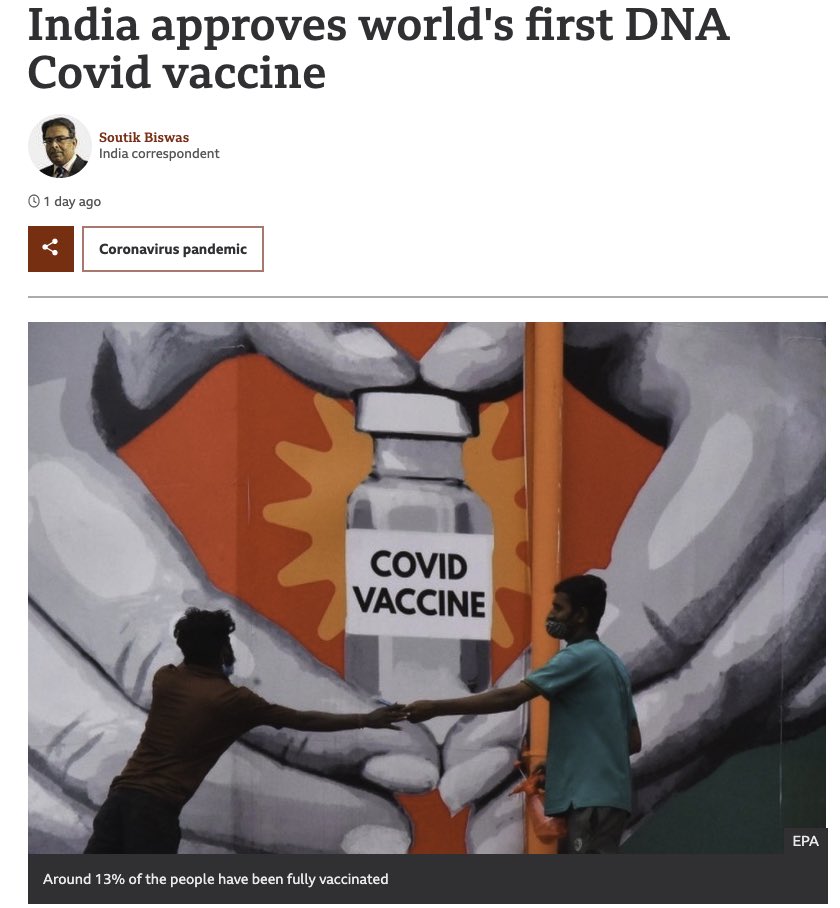 India approves world's first DNA
Covid vaccine
Soutik Biswas
India correspondent
1 day ago
Coronavirus pandemic
COVID
VACCINE
EPA
Around 13% of the people have been fully vaccinated